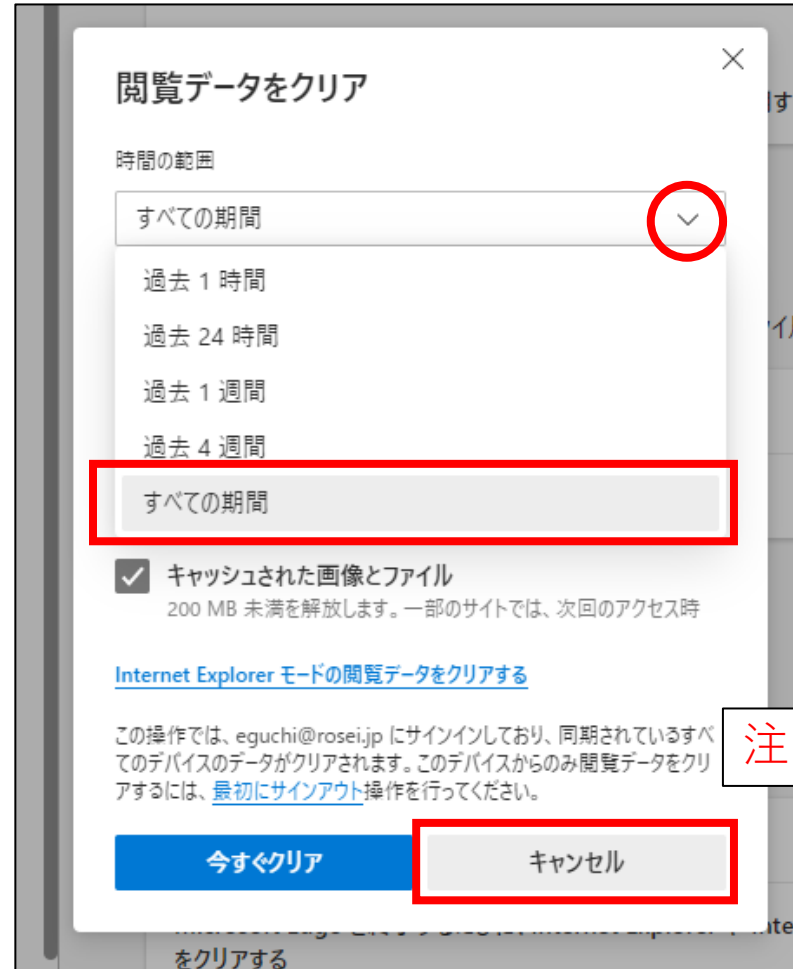 閲覧データをクリア
時間の範囲
すべての期間
過去 1 時間
過去 24 時間
過去 1 週間
過去 4 週間
すべての期間
キャッシュされた画像とファイル
200 MB 未満を解放します。一部のサイトでは、次回のアクセス時
Internet Explorer モードの閲覧データをクリアする
この操作では、eguchi@rosei.jp にサインインしており、同期されているすべ
てのデバイスのデータがクリアされます。このデバイスからのみ閲覧データをクリ
アするには、最初にサインアウト操作を行ってください。
注
今すぐクリア
キャンセル
をクリアする